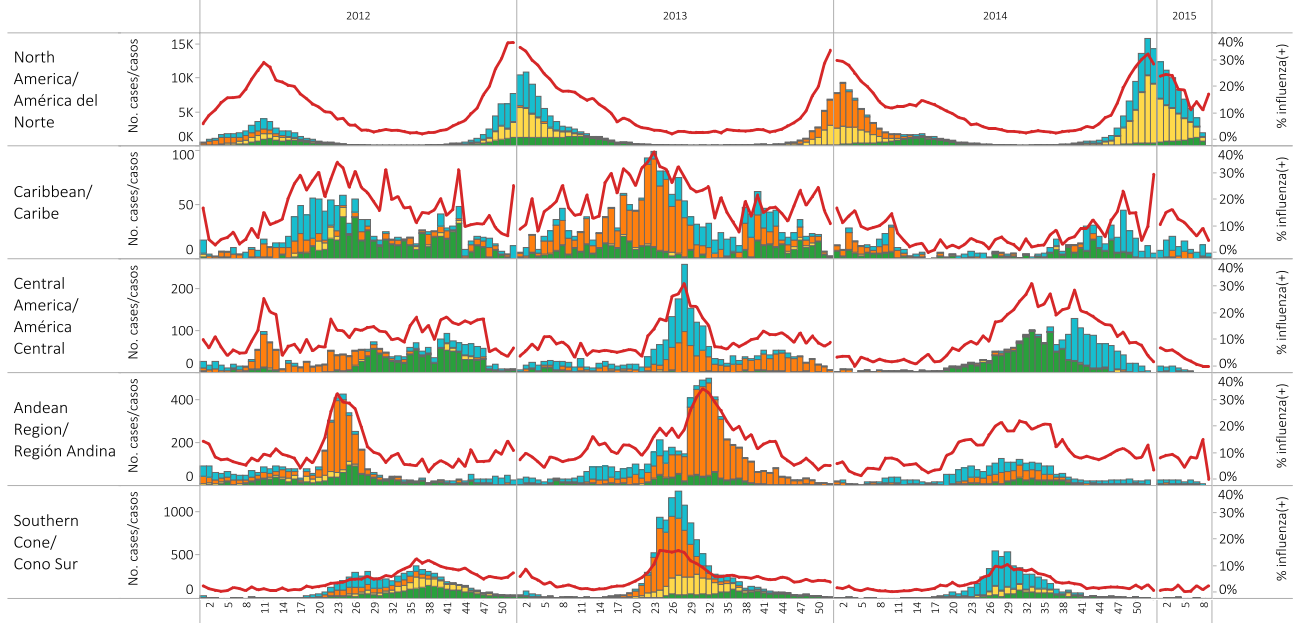 2012 2013 2014 2015
North
America/
América del
Norte
No. cases/casos
15K
10K
5K
0K
40%
30%
20%
10%
0%
% influenza(+)
Caribbean/
Caribe
No. cases/casos
100
50
0
40%
30%
20%
10%
0%
% influenza(+)
Central
America/
América
Central
No. cases/casos
200
100
0
40%
30%
20%
10%
0%
% influenza(+)
Andean
Region/
Región Andina
No. cases/casos
400
200
0
40%
30%
20%
10%
0%
% influenza(+)
Southern
Cone/
Cono Sur
No. cases/casos
1000
500
0
40%
30%
20%
10%
0%
% influenza(+)
2 5 8 11 14 17 20 23 26 29 32 35 38 41 44 47 50 2 5 8 11 14 17 20 23 26 29 32 35 38 41 44 47 50 2 5 8 11 14 17 20 23 26 29 32 35 38 41 44 47 50 2 5 8